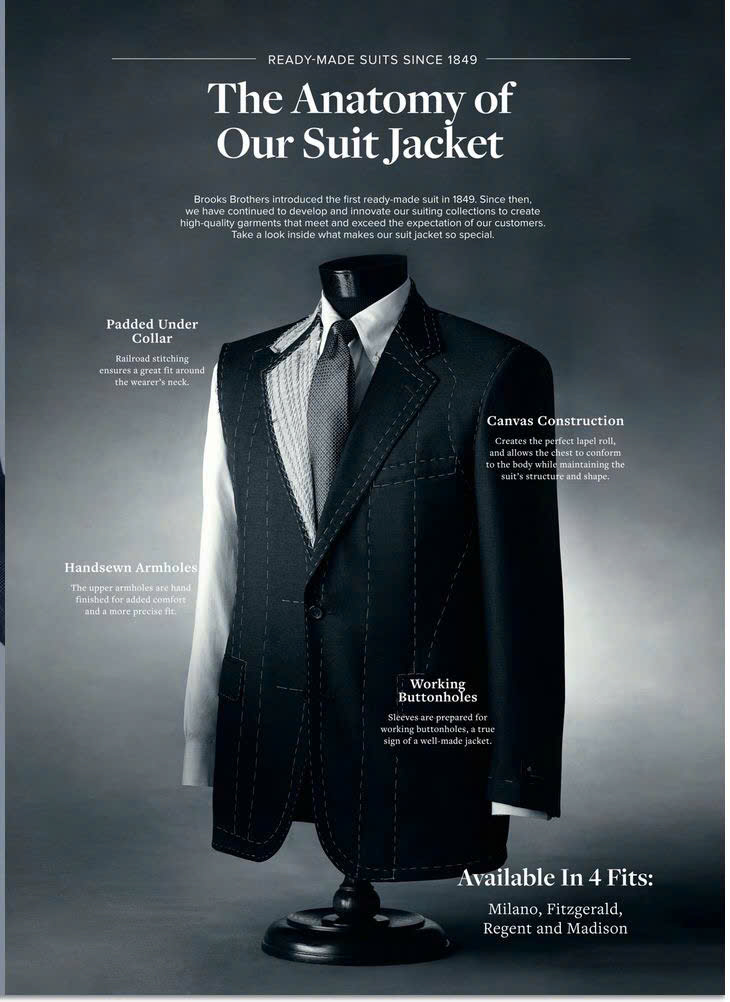 READY-MADE SUITS SINCE 1849
The Anatomy of
Our Suit Jacket
Brooks Brothers introduced the first ready-made suit in 1849. Since then,
we have continued to develop and innovate our suiting collections to create
high-quality garments that meet and exceed the expectation of our customers.
Take a look inside what makes our suit jacket so special.
Padded Under
Collar
Railroad stitching
ensures a great fit around
the wearer's neck.
Canvas Construction
Creates the perfect lapel roll,
and allows the chest to conform
to the body while maintaining the
suit's structure and shape.
Handsewn Armholes
The upper armholes are hand
finished for added comfort
and a more precise fit.
Working
Buttonholes
Sleeves are prepared for
working buttonholes, a true
sign of a well-made jacket.
Available In 4 Fits:
Milano, Fitzgerald,
Regent and Madison